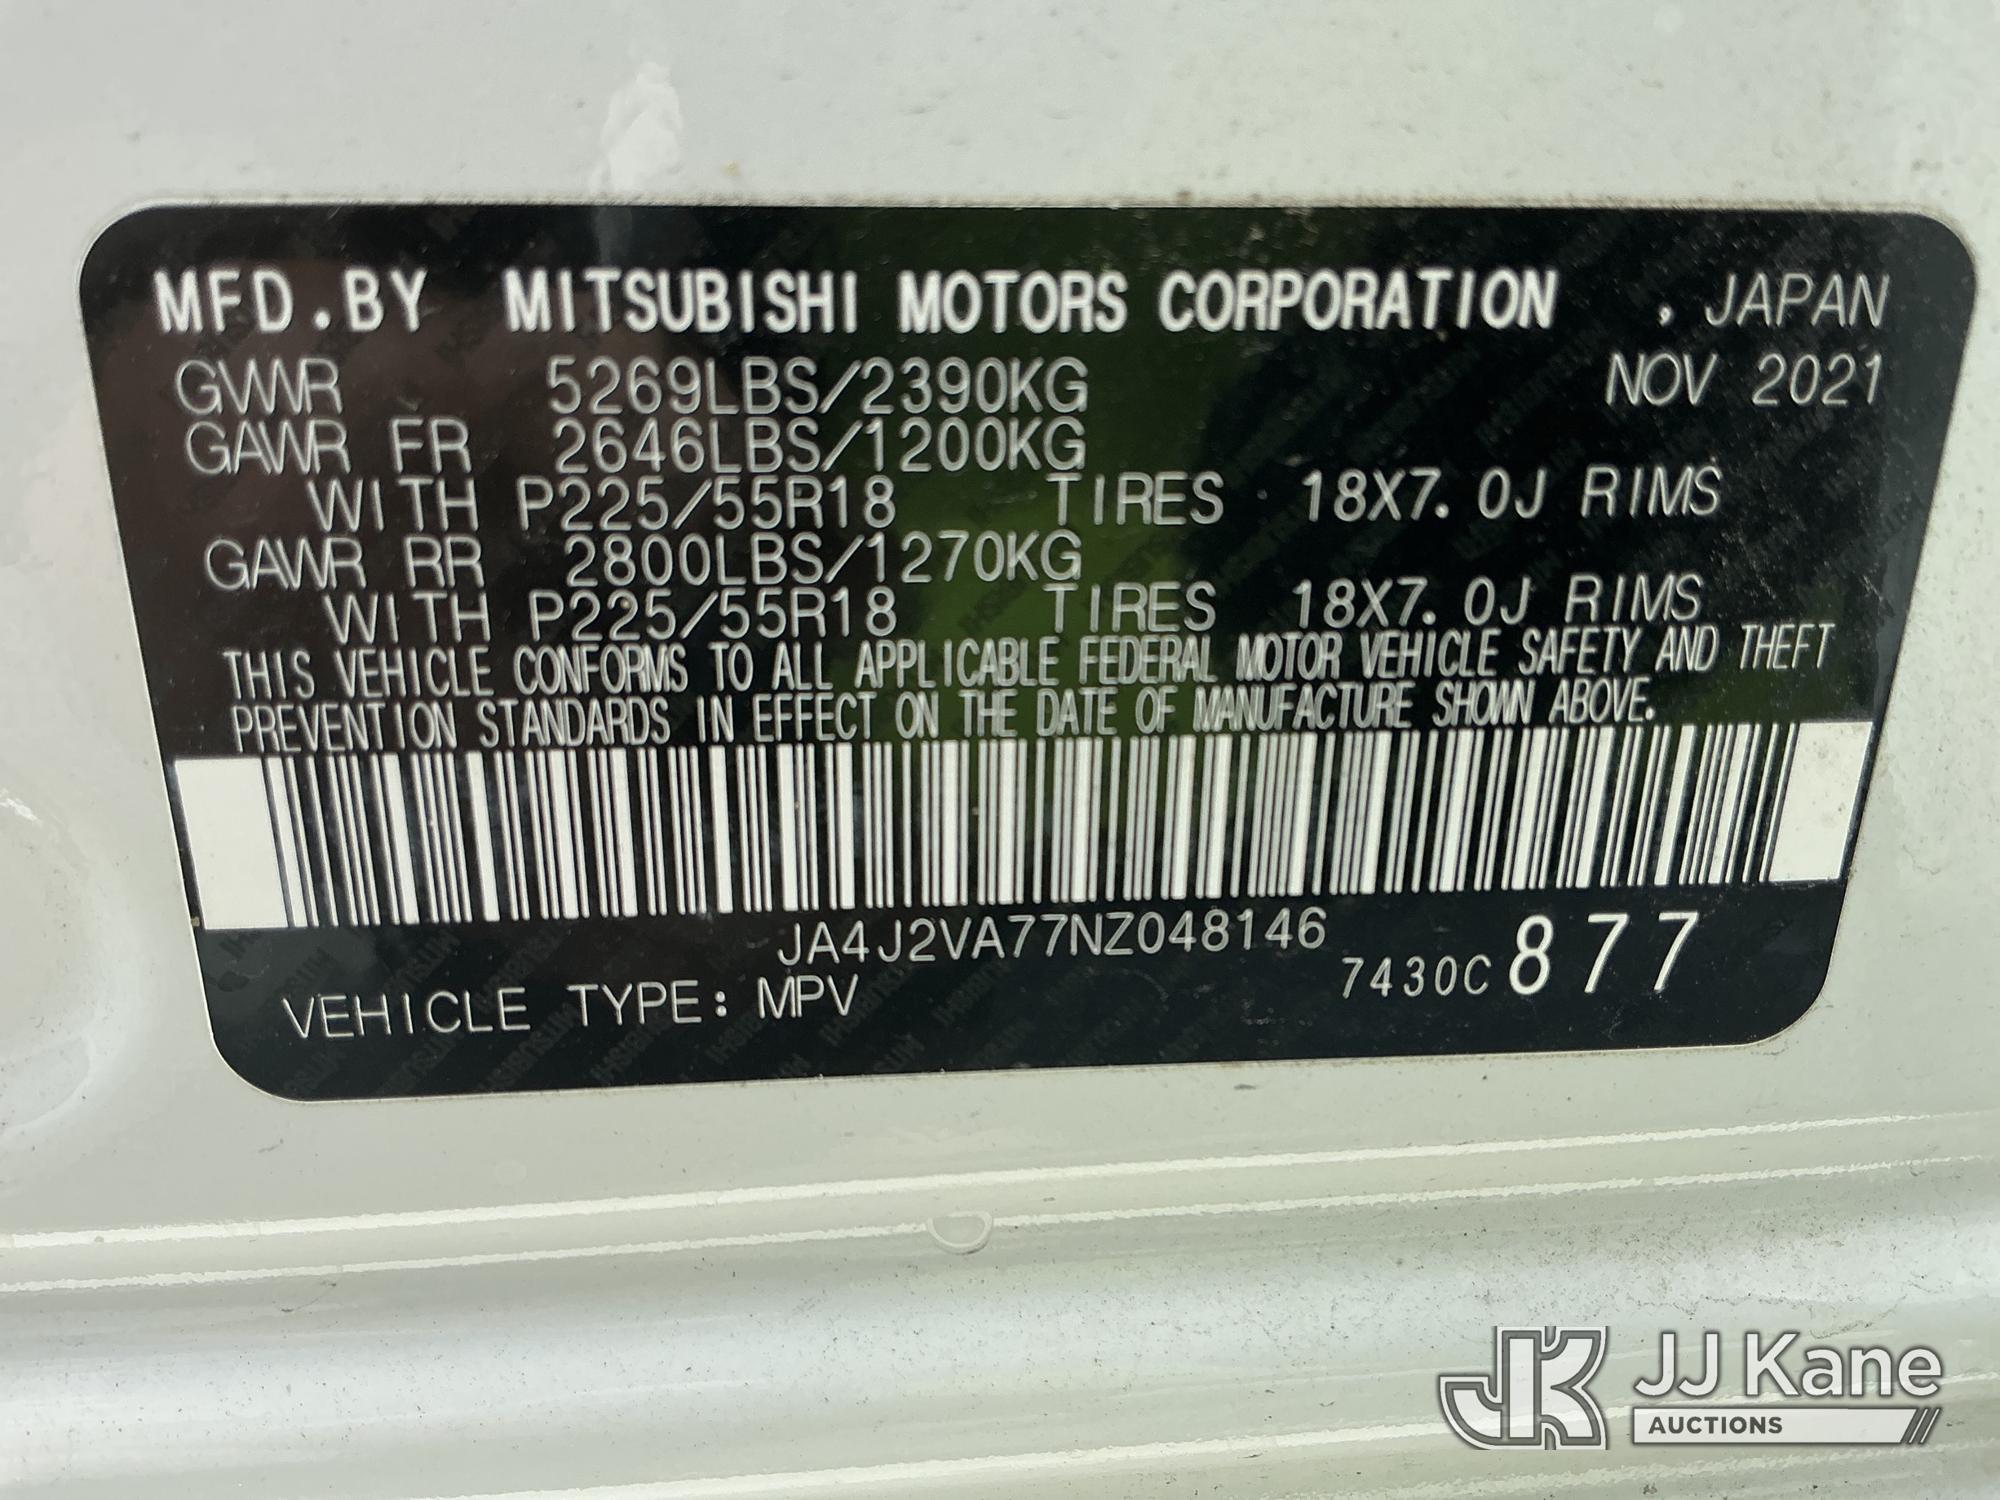 MFD.BY MITSUBISHI MOTORS CORPORATION , JAPAN
GVWR 5269LBS/2390KG NOV 2021
GAWR FR 2646LBS/1200KG
WITH P225/55R18 TIRES 18X7.0J RIMS
GAWR RR 2800LBS/1270KG
WITH P225/55R18 TIRES 18X7.0J RIMS
THIS VEHICLE CONFORMS TO ALL APPLICABLE FEDERAL MOTOR VEHICLE SAFETY AND THEFT
PREVENTION STANDARDS IN EFFECT ON THE DATE OF MANUFACTURE SHOWN ABOVE.
JA4J2VA77NZ048146
VEHICLE TYPE: MPV 7430C 877
JK JJ Kane
AUCTIONS